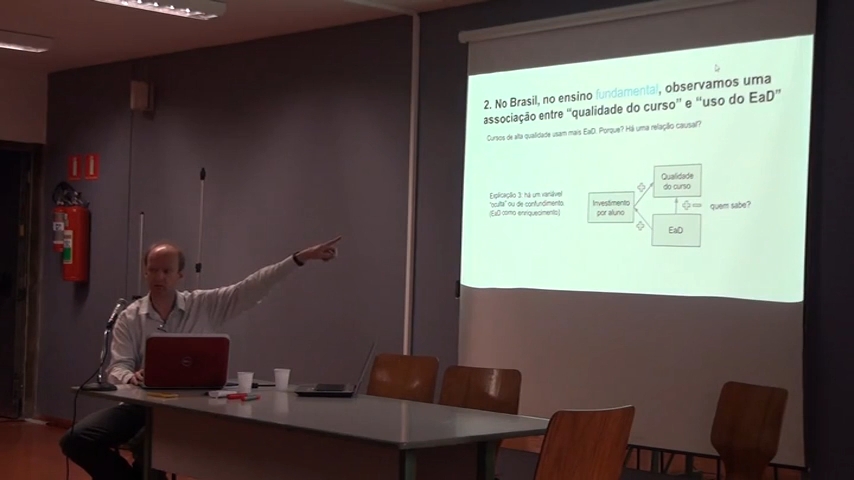 2. No Brasil, no ensino fundamental, observamos uma
associação entre “qualidade do curso” e “uso do EaD”
Cursos de alta qualidade usam mais EaD. Porque? Há uma relação causal?
Explicação 3: há um variável
“oculta” ou de confundimento
(EaD como enriquecimento)
Investimento
por aluno
Qualidade
do curso
EaD
quem sabe?